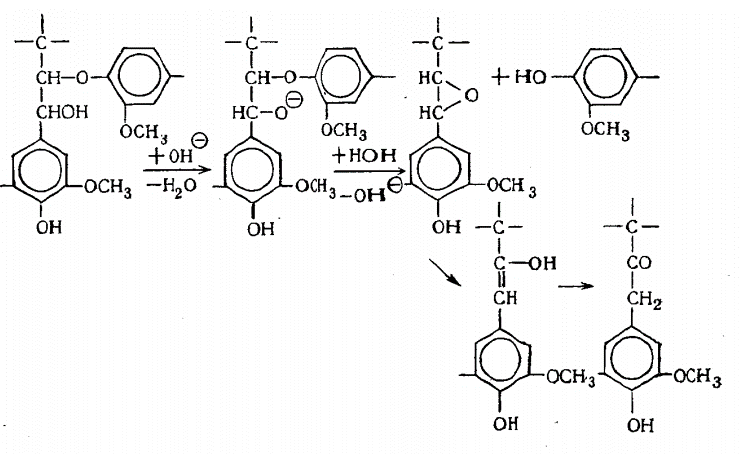 —C— —C— —C—
CH—O— CH—O— HC + HO—
CHOH HC—O⊖ HC O
OCH₃ OCH₃ OCH₃
+OH⊖ +HOH
−H₂O −OH⊖
OCH₃ OCH₃ OCH₃
OH OH OH
—C— —C—
C—OH CO
CH CH₂
OCH₃ OCH₃
OH OH